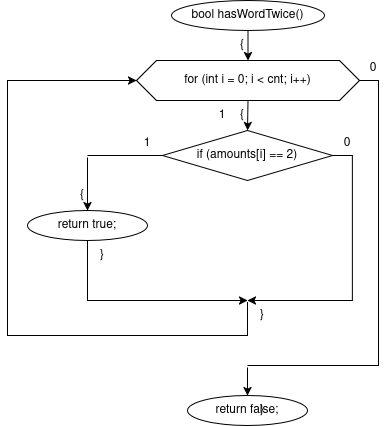 bool hasWordTwice()
{
0
for (int i = 0; i < cnt; i++)
1 {
1
0
if (amounts[i] == 2)
{
return true;
}
}
return false;